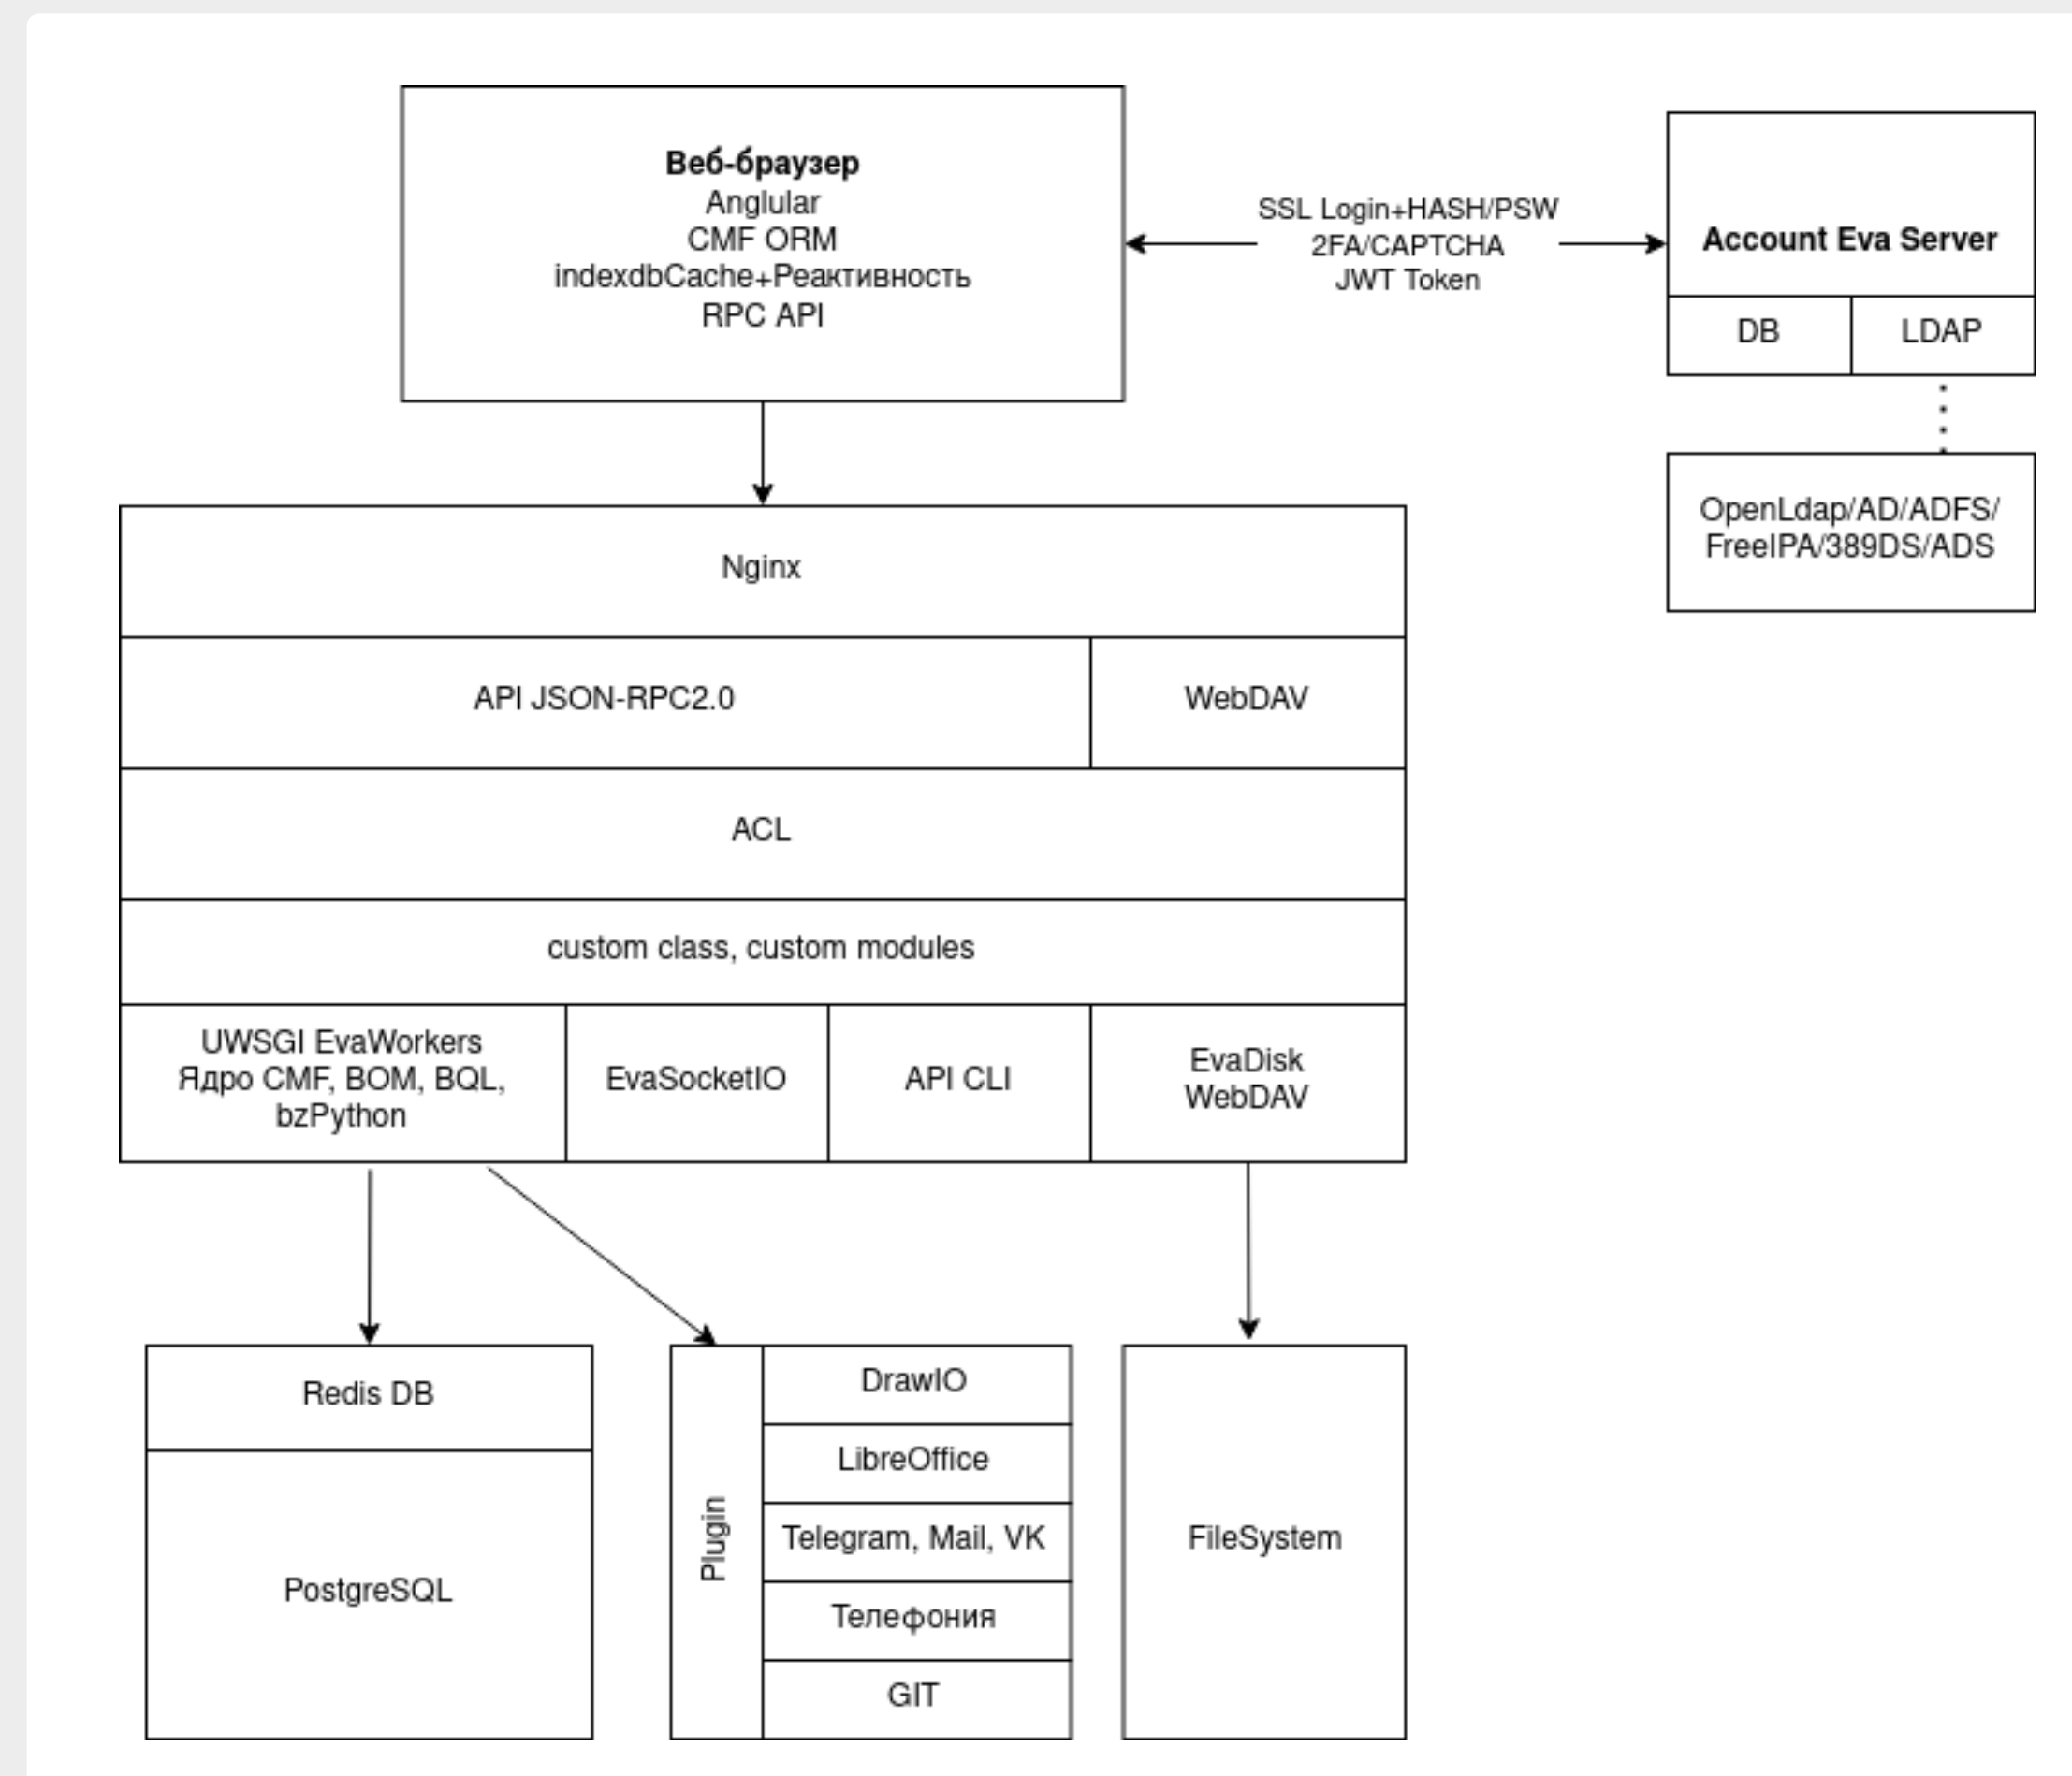 Веб-браузер
Anglular
CMF ORM
indexdbCache+Реактивность
RPC API
SSL Login+HASH/PSW
2FA/CAPTCHA
JWT Token
Account Eva Server
DB
LDAP
OpenLdap/AD/ADFS/
FreeIPA/389DS/ADS
Nginx
API JSON-RPC2.0
WebDAV
ACL
custom class, custom modules
UWSGI EvaWorkers
Ядро CMF, BOM, BQL,
bzPython
EvaSocketIO
API CLI
EvaDisk
WebDAV
Redis DB
PostgreSQL
Plugin
DrawIO
LibreOffice
Telegram, Mail, VK
Телефония
GIT
FileSystem